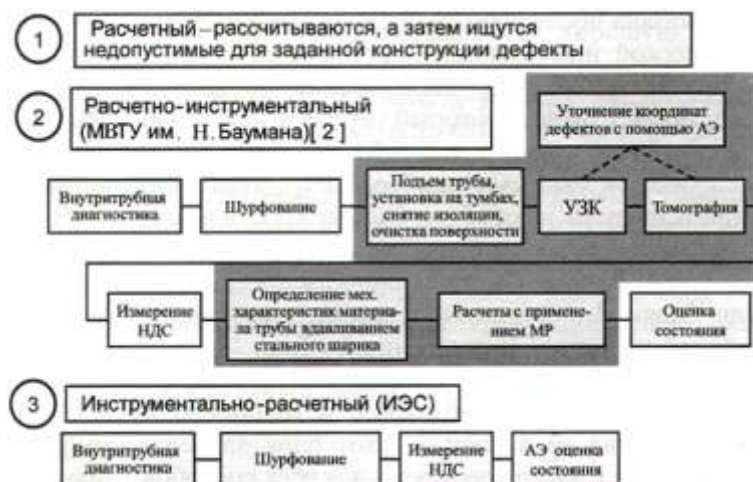 1
Расчетный–рассчитываются, а затем ищутся
недопустимые для заданной конструкции дефекты
2
Расчетно-инструментальный
(МВТУ им. Н.Баумана)[ 2 ]
Уточнение координат
дефектов с помощью АЭ
Внутритрубная
диагностика
Шурфование
Подъем трубы,
установка на тумбах,
снятие изоляции,
очистка поверхности
УЗК
Томография
Измерение
НДС
Определение мех.
характеристик материа-
ла трубы вдавливанием
стального шарика
Расчеты с примене-
нием МР
Оценка
состояния
3
Инструментально-расчетный (ИЭС)
Внутритрубная
диагностика
Шурфование
Измерение
НДС
АЭ оценка
состояния